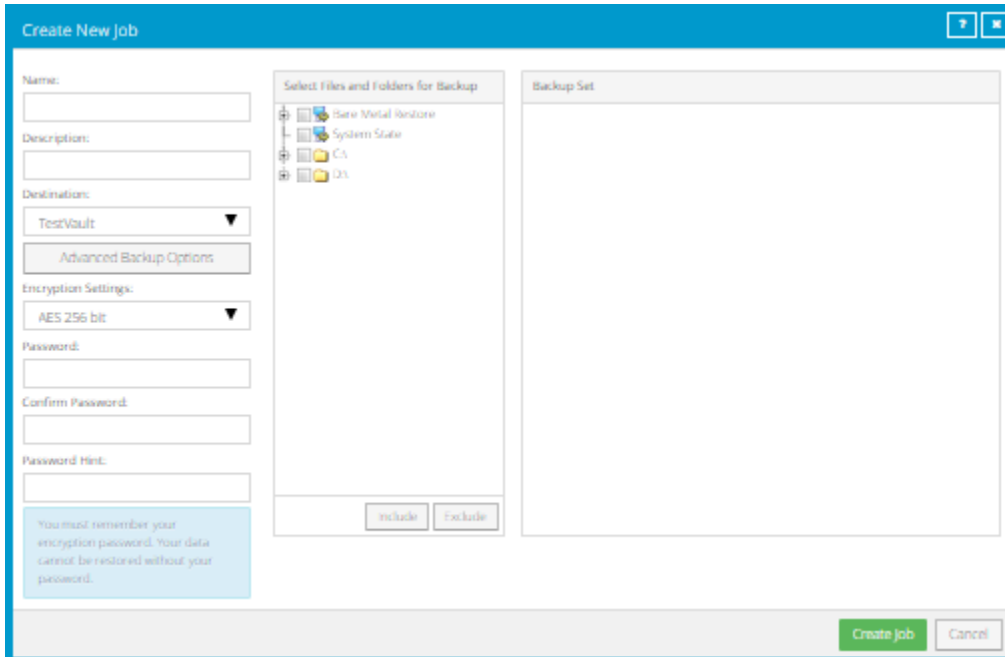 Create New Job
?
Name:
Description:
Destination:
TestVault
Advanced Backup Options
Encryption Settings:
AES 256 bit
Password:
Confirm Password:
Password Hint:
You must remember your
encryption password. Your data
cannot be restored without your
password.
Select Files and Folders for Backup
Bare Metal Restore
System State
C:\
D:\
Include
Exclude
Backup Set
Create Job
Cancel